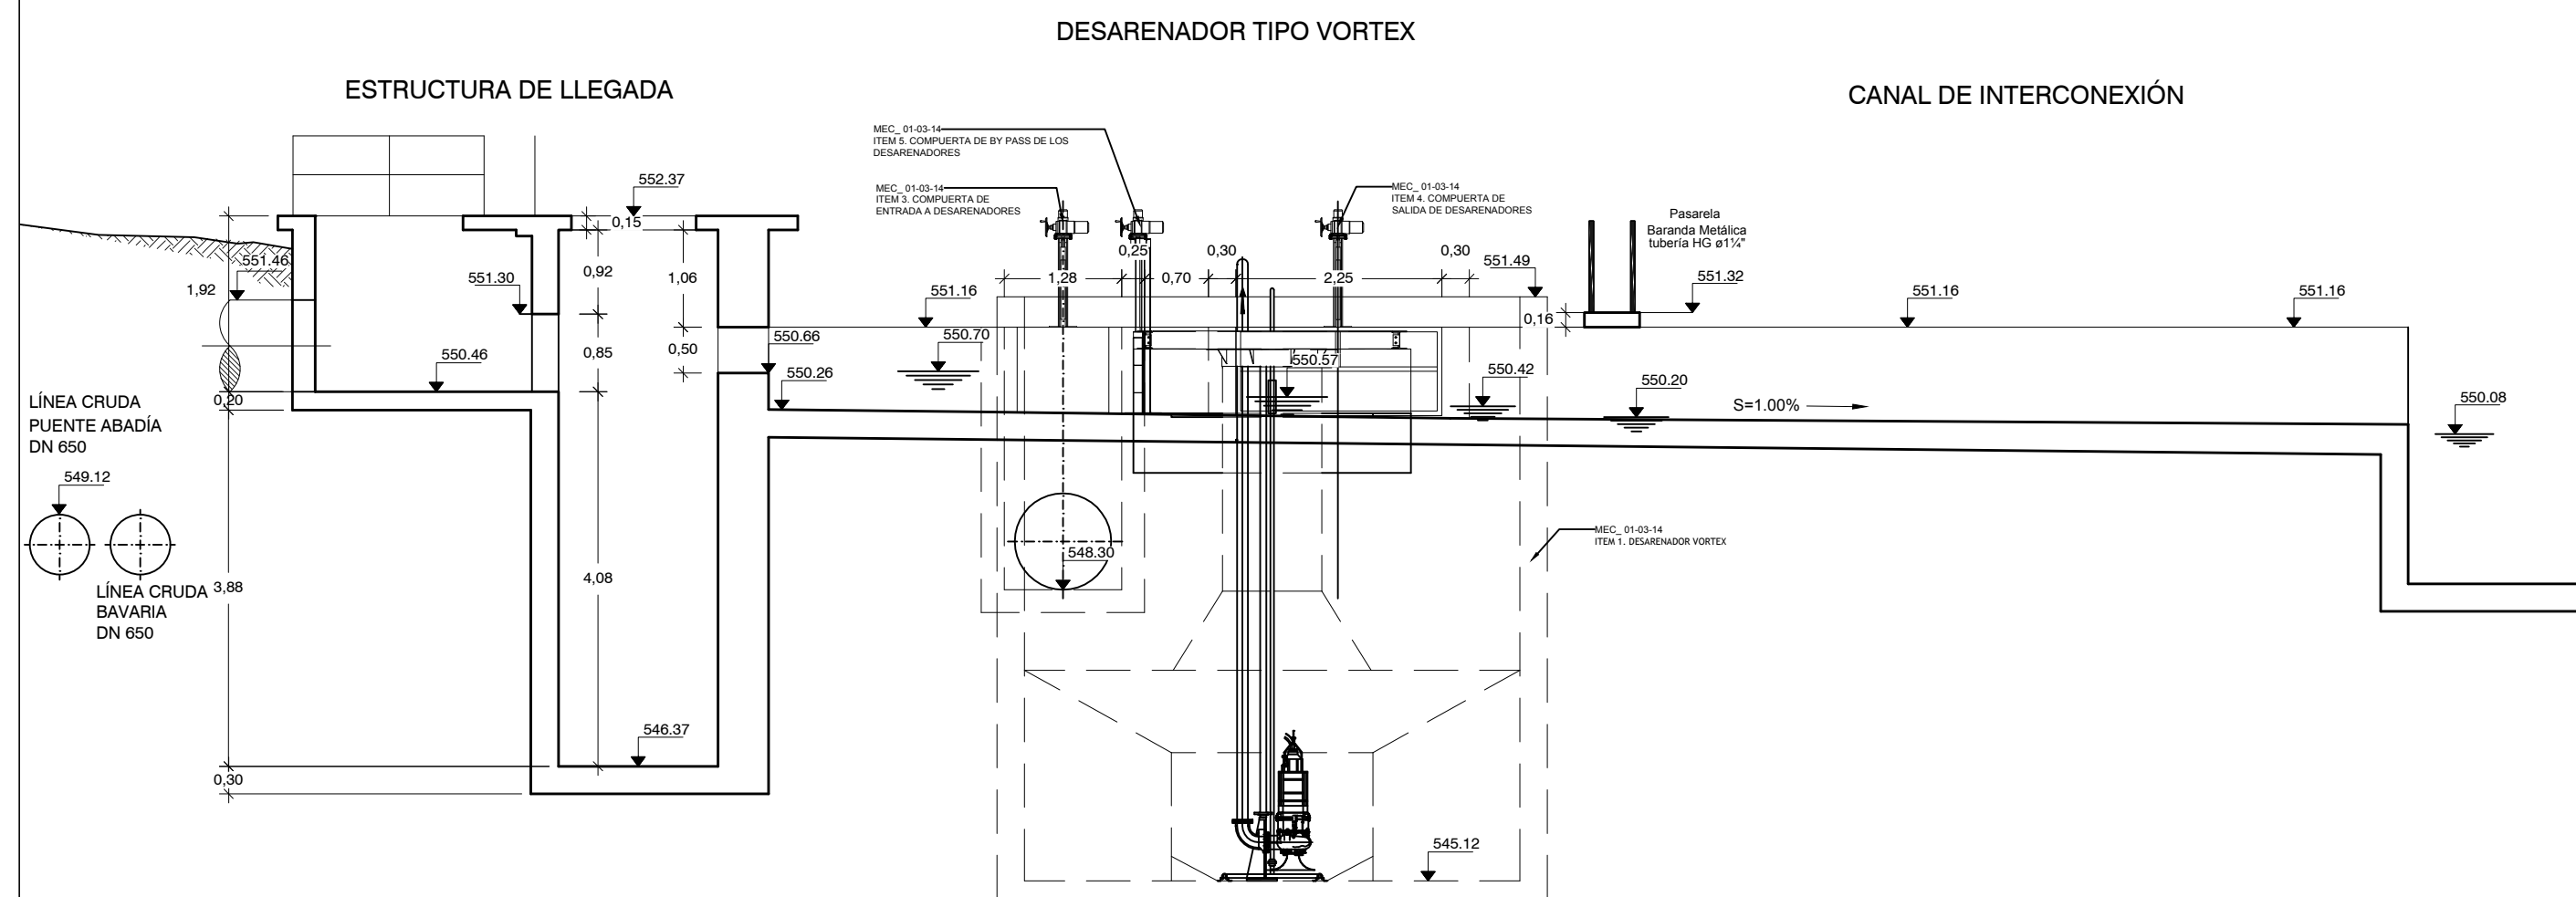 DESARENADOR TIPO VORTEX
ESTRUCTURA DE LLEGADA
CANAL DE INTERCONEXIÓN
MEC_ 01-03-14
ITEM 5. COMPUERTA DE BY PASS DE LOS
DESARENADORES
MEC_ 01-03-14
ITEM 3. COMPUERTA DE
ENTRADA A DESARENADORES
MEC_ 01-03-14
ITEM 4. COMPUERTA DE
SALIDA DE DESARENADORES
Pasarela
Baranda Metálica
tubería HG ø1¼"
552.37
0,15
551.46
1,92
551.30
0,92
1,06
551.16
550.70
550.66
0,50
0,85
550.46
550.26
0,20
0,25
0,30
0,30
1,28
0,70
2,25
551.49
551.32
0,16
551.16
551.16
550.57
550.42
550.20
S=1.00%
550.08
LÍNEA CRUDA
PUENTE ABADÍA
DN 650
549.12
LÍNEA CRUDA
BAVARIA
DN 650
3,88
4,08
548.30
MEC_ 01-03-14
ITEM 1. DESARENADOR VORTEX
546.37
0,30
545.12